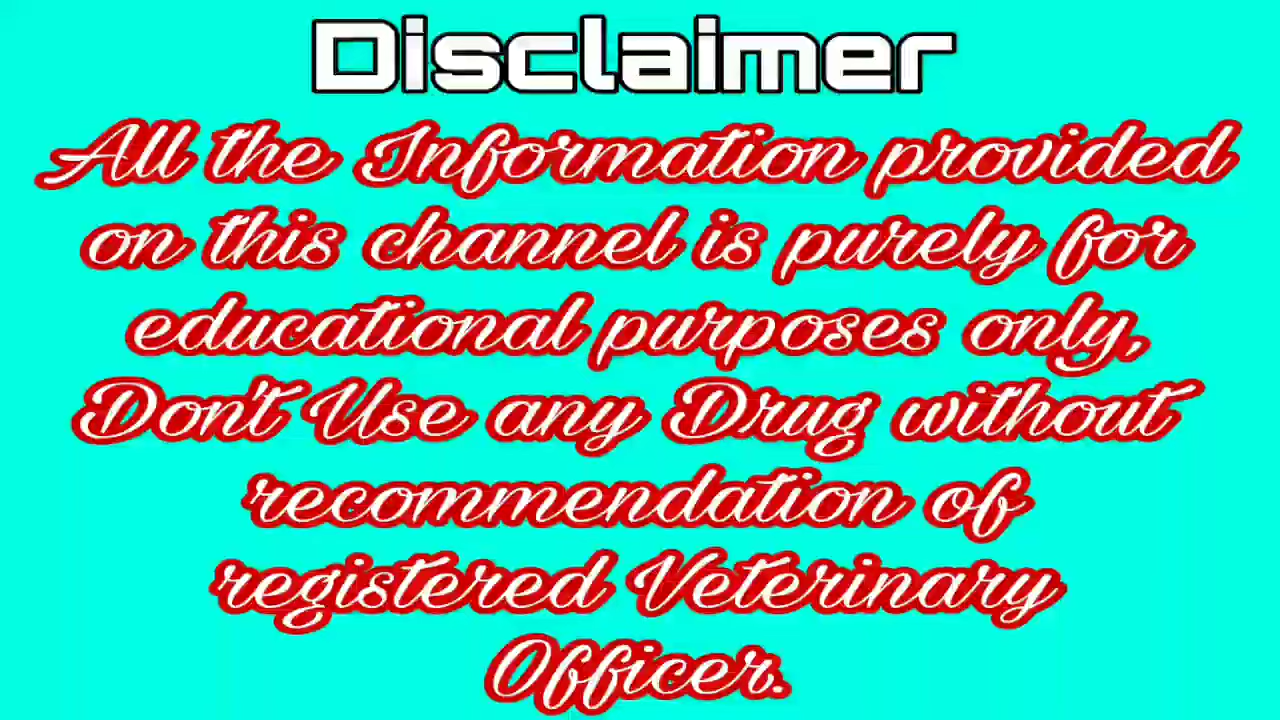 Disclaimer
All the Information provided
on this channel is purely for
educational purposes only,
Don't Use any Drug without
recommendation of
registered Veterinary
Officer.